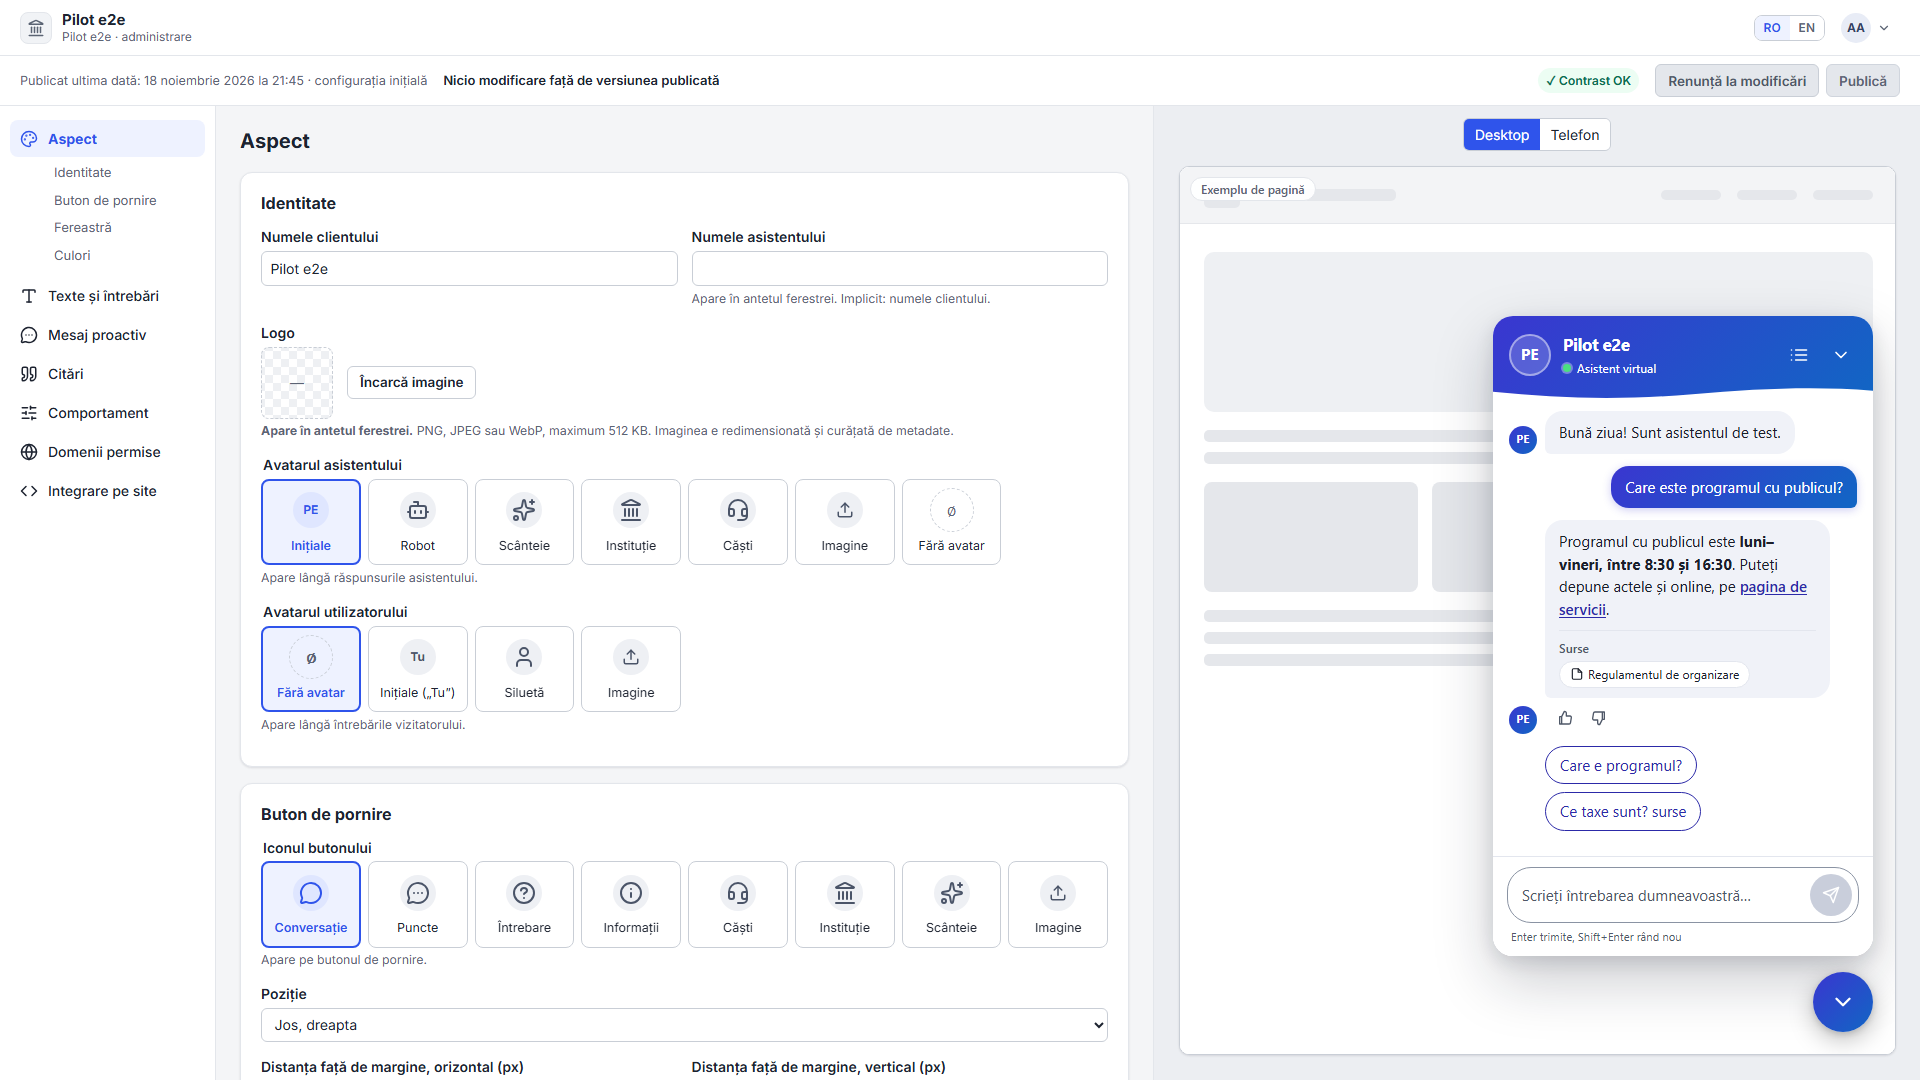 Pilot e2e
Pilot e2e · administrare
RO EN
AA
Publicat ultima dată: 18 noiembrie 2026 la 21:45 · configurația inițială
Nicio modificare față de versiunea publicată
✓ Contrast OK
Renunță la modificări
Publică
Aspect
Identitate
Buton de pornire
Fereastră
Culori
Texte și întrebări
Mesaj proactiv
Citări
Comportament
Domenii permise
Integrare pe site
Aspect
Identitate
Numele clientului
Pilot e2e
Numele asistentului
Apare în antetul ferestrei. Implicit: numele clientului.
Logo
—
Încarcă imagine
Apare în antetul ferestrei. PNG, JPEG sau WebP, maximum 512 KB. Imaginea e redimensionată și curățată de metadate.
Avatarul asistentului
PE
Inițiale
Robot
Scânteie
Instituție
Căști
Imagine
ø
Fără avatar
Apare lângă răspunsurile asistentului.
Avatarul utilizatorului
ø
Fără avatar
Tu
Inițiale („Tu”)
Siluetă
Imagine
Apare lângă întrebările vizitatorului.
Buton de pornire
Iconul butonului
Conversație
Puncte
Întrebare
Informații
Căști
Instituție
Scânteie
Imagine
Apare pe butonul de pornire.
Poziție
Jos, dreapta
Distanța față de margine, orizontal (px)
Distanța față de margine, vertical (px)
Desktop
Telefon
Exemplu de pagină
PE
Pilot e2e
Asistent virtual
PE
Bună ziua! Sunt asistentul de test.
Care este programul cu publicul?
Programul cu publicul este luni–
vineri, între 8:30 și 16:30. Puteți
depune actele și online, pe pagina de
servicii.
Surse
Regulamentul de organizare
PE
Care e programul?
Ce taxe sunt? surse
Scrieți întrebarea dumneavoastră...
Enter trimite, Shift+Enter rând nou